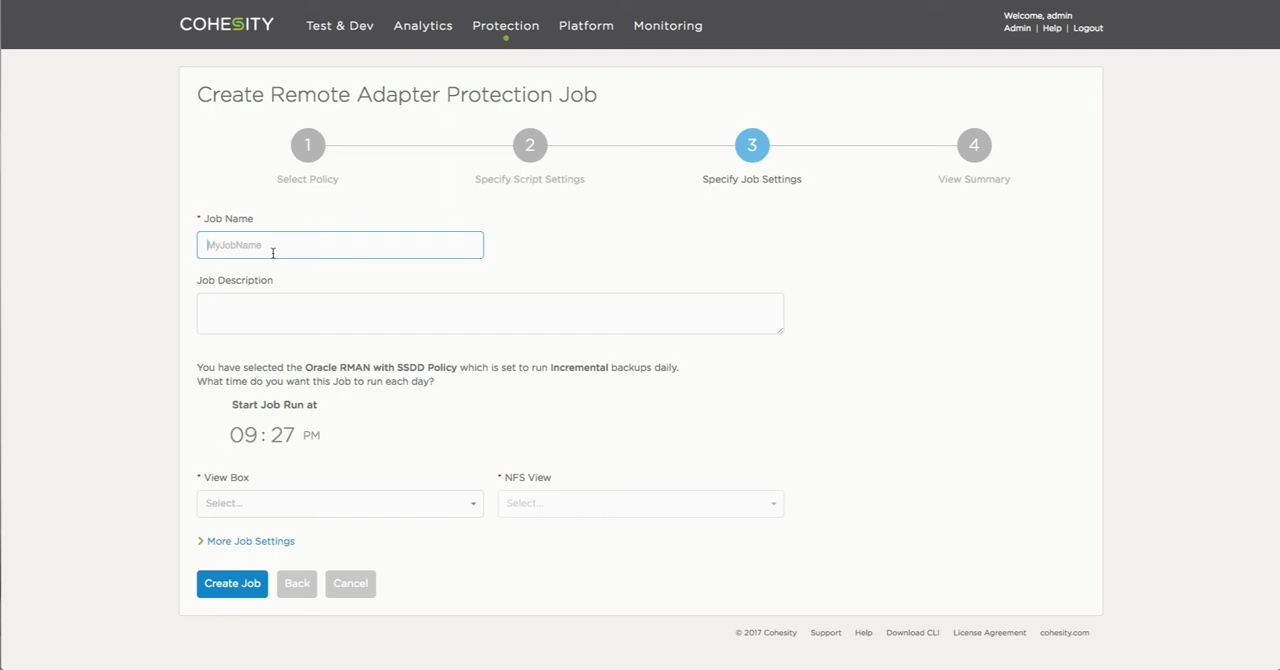 COHESITY Test & Dev Analytics Protection Platform Monitoring
Welcome, admin
Admin | Help | Logout
Create Remote Adapter Protection Job
1 2 3 4
Select Policy Specify Script Settings Specify Job Settings View Summary
* Job Name
MyJobName
Job Description
You have selected the Oracle RMAN with SSDD Policy which is set to run Incremental backups daily.
What time do you want this Job to run each day?
Start Job Run at
09 : 27 PM
* View Box * NFS View
Select... Select...
> More Job Settings
Create Job Back Cancel
© 2017 Cohesity Support Help Download CLI License Agreement cohesity.com